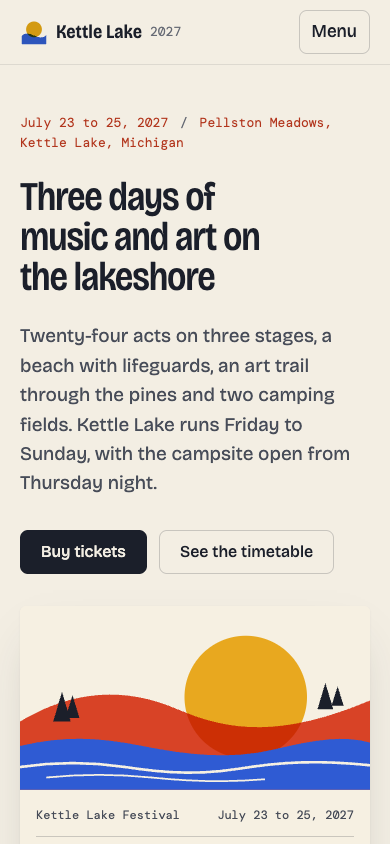 Kettle Lake 2027
Menu
July 23 to 25, 2027 / Pellston Meadows,
Kettle Lake, Michigan
Three days of
music and art on
the lakeshore
Twenty-four acts on three stages, a
beach with lifeguards, an art trail
through the pines and two camping
fields. Kettle Lake runs Friday to
Sunday, with the campsite open from
Thursday night.
Buy tickets
See the timetable
Kettle Lake Festival
July 23 to 25, 2027